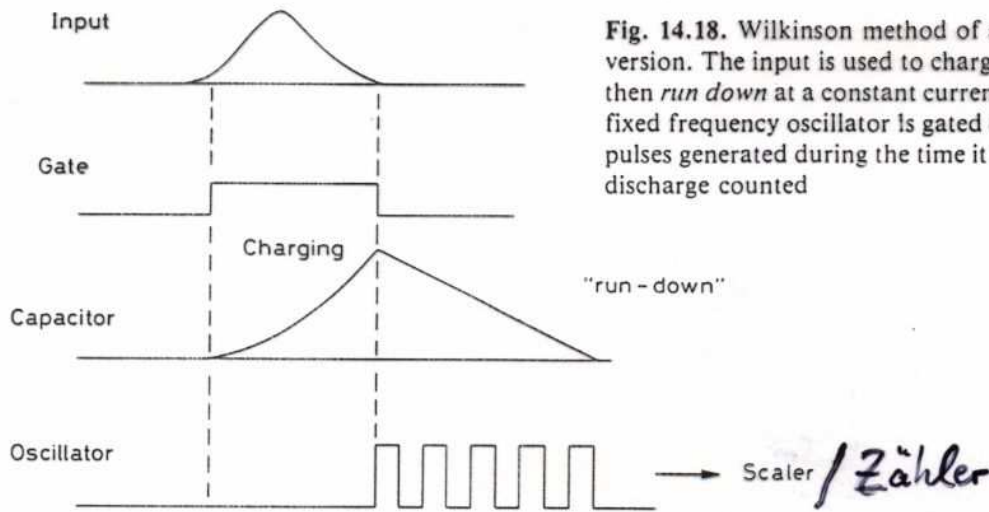 Input
Fig. 14.18. Wilkinson method of
version. The input is used to charg
then run down at a constant curren
fixed frequency oscillator is gated
pulses generated during the time it
discharge counted
Gate
Charging
"run-down"
Capacitor
Oscillator
Scaler / Zähler